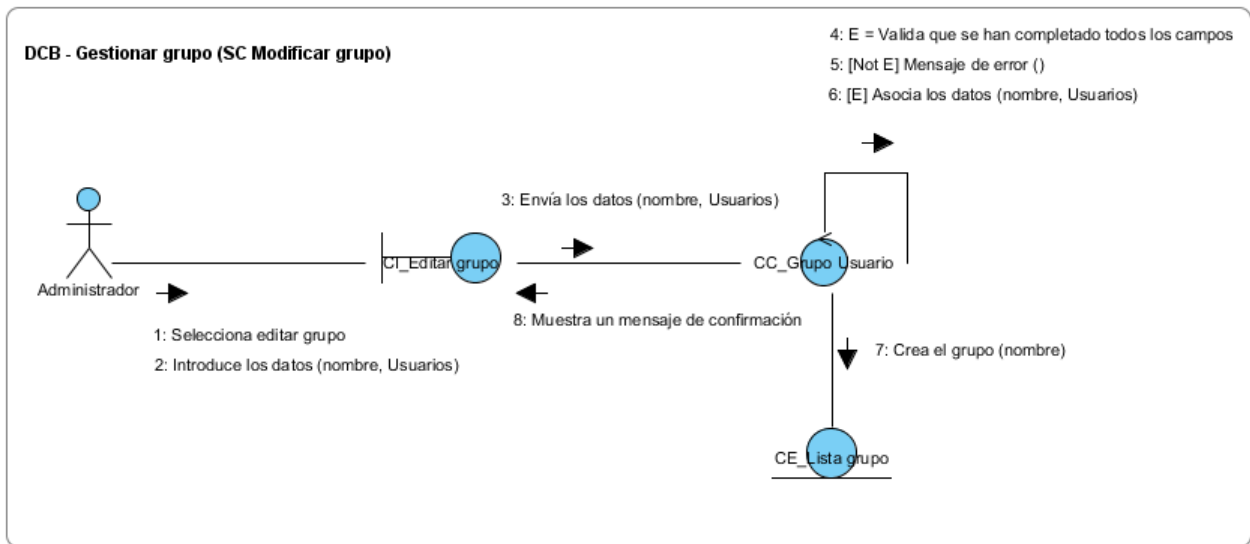 DCB - Gestionar grupo (SC Modificar grupo)
4: E = Valida que se han completado todos los campos
5: [Not E] Mensaje de error ()
6: [E] Asocia los datos (nombre, Usuarios)
3: Envía los datos (nombre, Usuarios)
Administrador
CI_Editar grupo
CC_Grupo Usuario
1: Selecciona editar grupo
2: Introduce los datos (nombre, Usuarios)
8: Muestra un mensaje de confirmación
7: Crea el grupo (nombre)
CE_Lista grupo